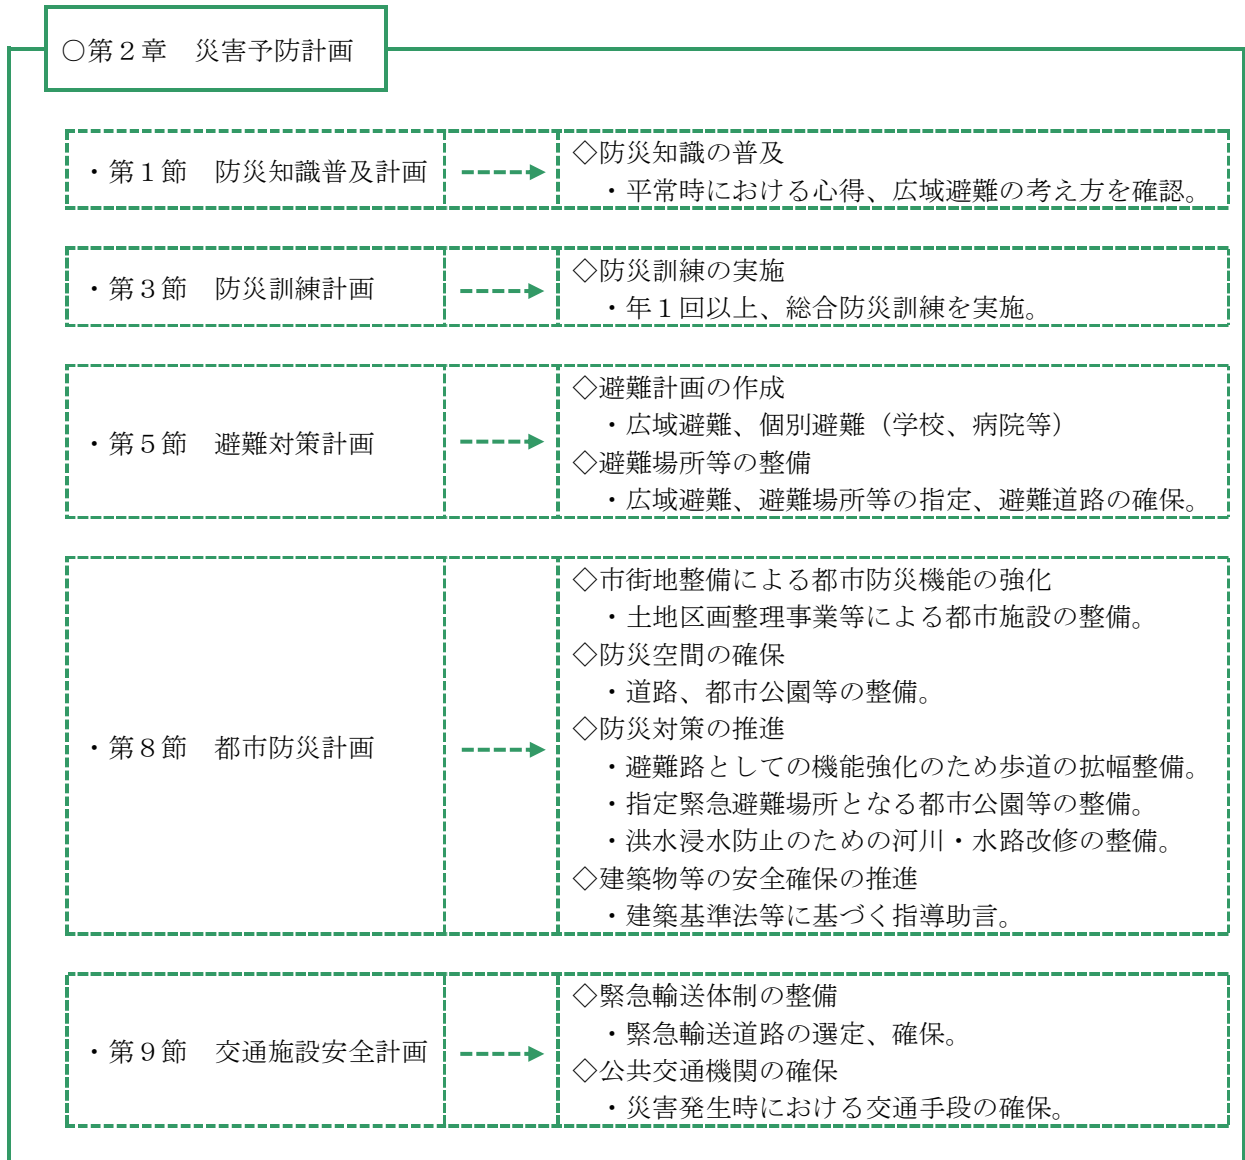 〇第２章　災害予防計画
・第１節　防災知識普及計画
◇防災知識の普及
・平常時における心得、広域避難の考え方を確認。
・第３節　防災訓練計画
◇防災訓練の実施
・年１回以上、総合防災訓練を実施。
・第５節　避難対策計画
◇避難計画の作成
・広域避難、個別避難（学校、病院等）
◇避難場所等の整備
・広域避難、避難場所等の指定、避難道路の確保。
・第８節　都市防災計画
◇市街地整備による都市防災機能の強化
・土地区画整理事業等による都市施設の整備。
◇防災空間の確保
・道路、都市公園等の整備。
◇防災対策の推進
・避難路としての機能強化のため歩道の拡幅整備。
・指定緊急避難場所となる都市公園等の整備。
・洪水浸水防止のための河川・水路改修の整備。
◇建築物等の安全確保の推進
・建築基準法等に基づく指導助言。
・第９節　交通施設安全計画
◇緊急輸送体制の整備
・緊急輸送道路の選定、確保。
◇公共交通機関の確保
・災害発生時における交通手段の確保。